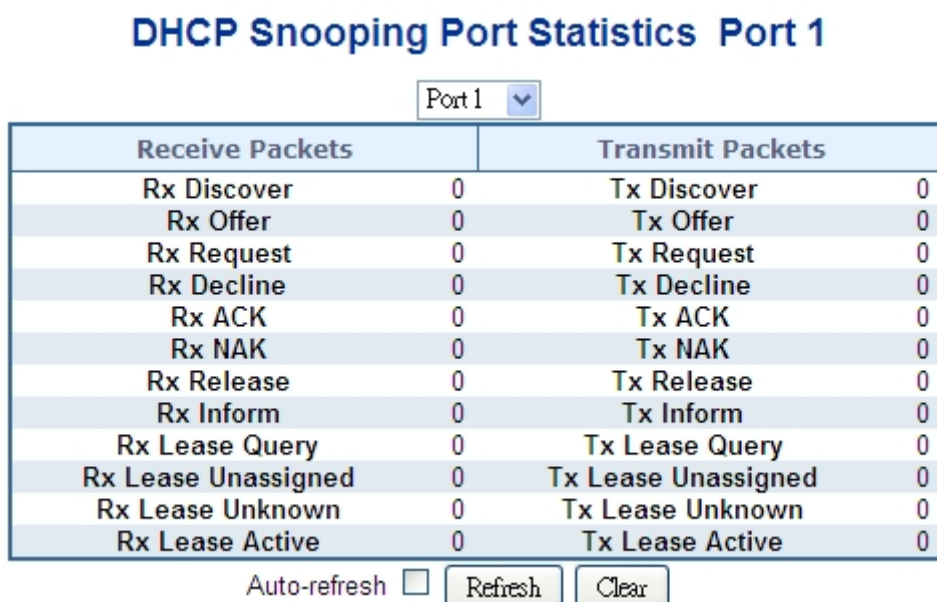 DHCP Snooping Port Statistics Port 1
Port 1
Receive Packets Transmit Packets
Rx Discover 0 Tx Discover 0
Rx Offer 0 Tx Offer 0
Rx Request 0 Tx Request 0
Rx Decline 0 Tx Decline 0
Rx ACK 0 Tx ACK 0
Rx NAK 0 Tx NAK 0
Rx Release 0 Tx Release 0
Rx Inform 0 Tx Inform 0
Rx Lease Query 0 Tx Lease Query 0
Rx Lease Unassigned 0 Tx Lease Unassigned 0
Rx Lease Unknown 0 Tx Lease Unknown 0
Rx Lease Active 0 Tx Lease Active 0
Auto-refresh Refresh Clear